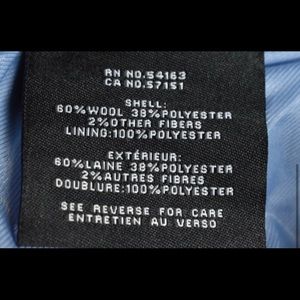 RN NO.54163
CA NO.57151
SHELL:
60%WOOL 38%POLYESTER
2%OTHER FIBERS
LINING:100%POLYESTER
EXTÉRIEUR:
60%LAINE 38%POLYESTER
2%AUTRES FIBRES
DOUBLURE:100%POLYESTER
SEE REVERSE FOR CARE
ENTRETIEN AU VERSO